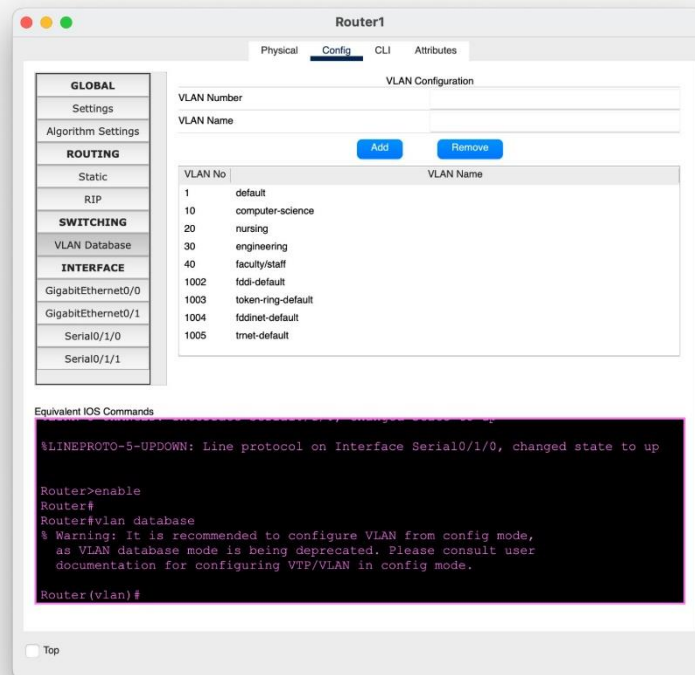 Router1
Physical Config CLI Attributes
GLOBAL
Settings
Algorithm Settings
ROUTING
Static
RIP
SWITCHING
VLAN Database
INTERFACE
GigabitEthernet0/0
GigabitEthernet0/1
Serial0/1/0
Serial0/1/1
VLAN Configuration
VLAN Number
VLAN Name
Add Remove
VLAN No VLAN Name
1 default
10 computer-science
20 nursing
30 engineering
40 faculty/staff
1002 fddi-default
1003 token-ring-default
1004 fddinet-default
1005 trnet-default
Equivalent IOS Commands
changed state to up
%LINEPROTO-5-UPDOWN: Line protocol on Interface Serial0/1/0, changed state to up
Router>enable
Router#
Router#vlan database
% Warning: It is recommended to configure VLAN from config mode,
as VLAN database mode is being deprecated. Please consult user
documentation for configuring VTP/VLAN in config mode.
Router(vlan)#
Top